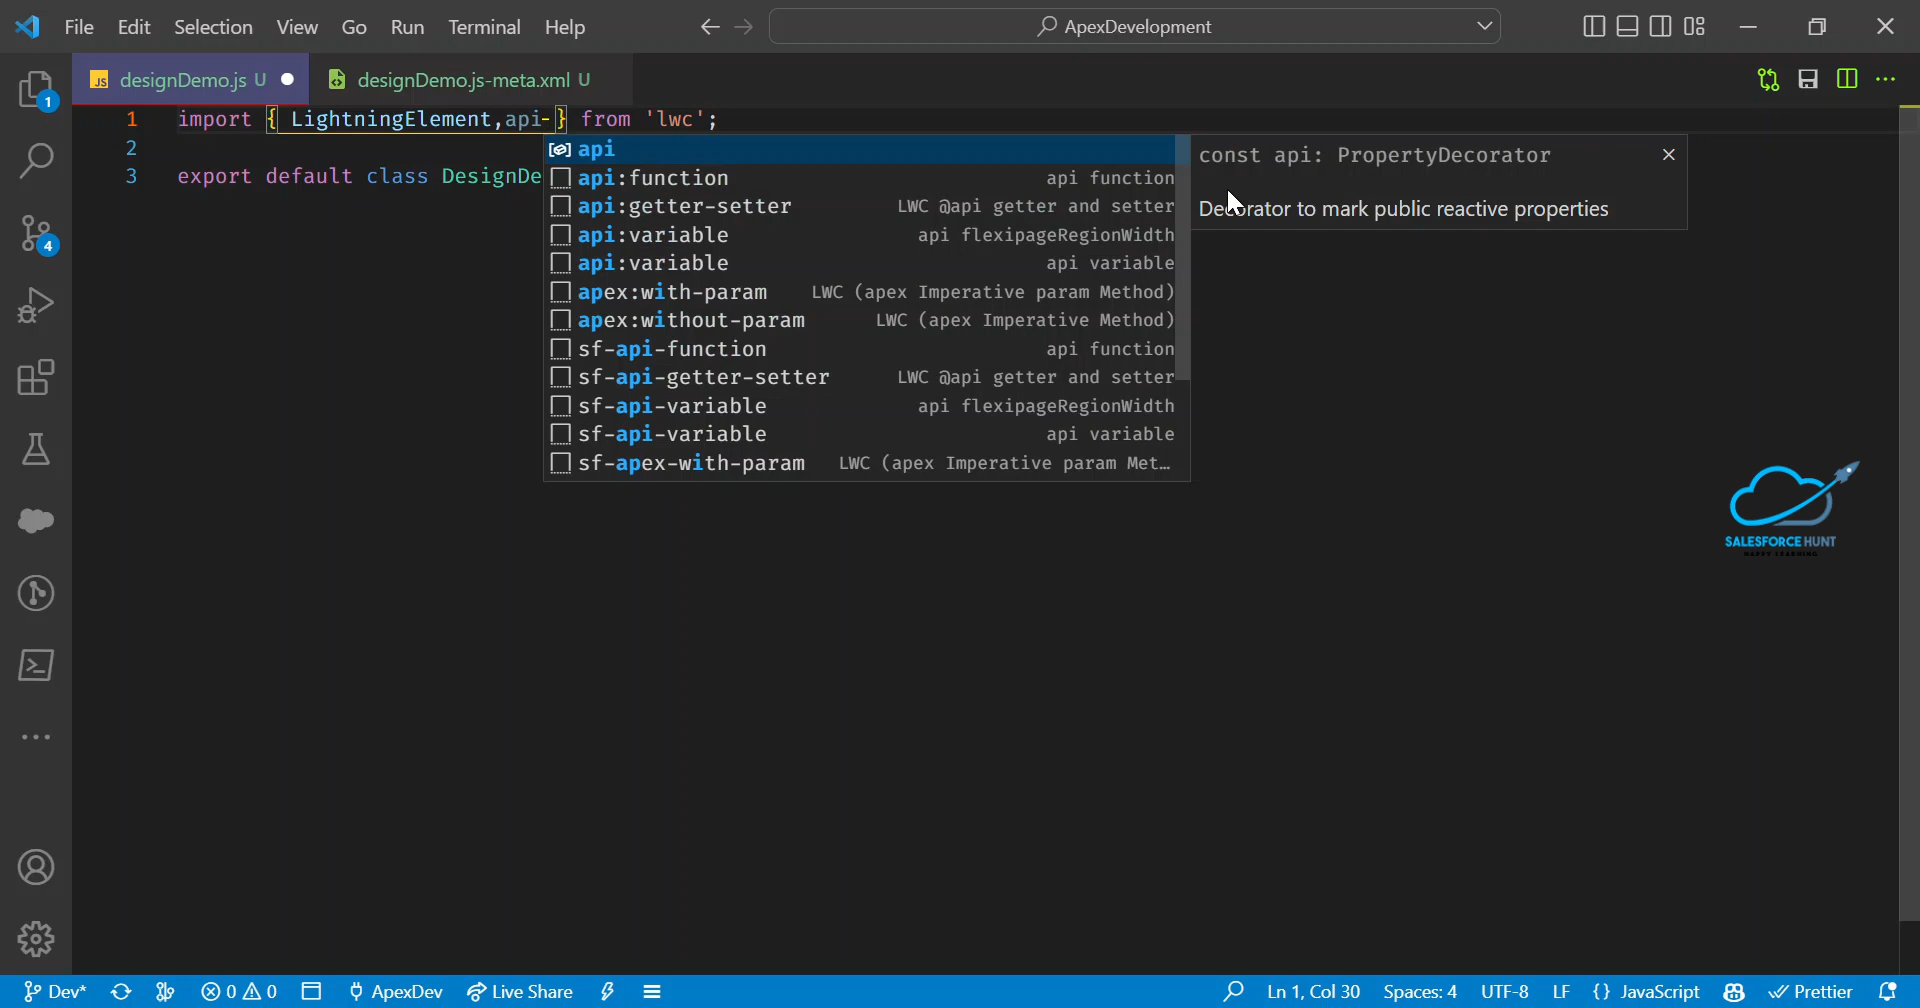 File Edit Selection View Go Run Terminal Help ApexDevelopment
designDemo.js U designDemo.js-meta.xml U
1 import { LightningElement,api } from 'lwc';
2
3 export default class DesignDe
api
api:function api function
api:getter-setter LWC @api getter and setter
api:variable api flexipageRegionWidth
api:variable api variable
apex:with-param LWC (apex Imperative param Method)
apex:without-param LWC (apex Imperative Method)
sf-api-function api function
sf-api-getter-setter LWC @api getter and setter
sf-api-variable api flexipageRegionWidth
sf-api-variable api variable
sf-apex-with-param LWC (apex Imperative param Met…
const api: PropertyDecorator
Decorator to mark public reactive properties
1
4
SALESFORCE HUNT
HAPPY LEARNING
Dev* 0 0 ApexDev Live Share Ln 1, Col 30 Spaces: 4 UTF-8 LF {} JavaScript Prettier